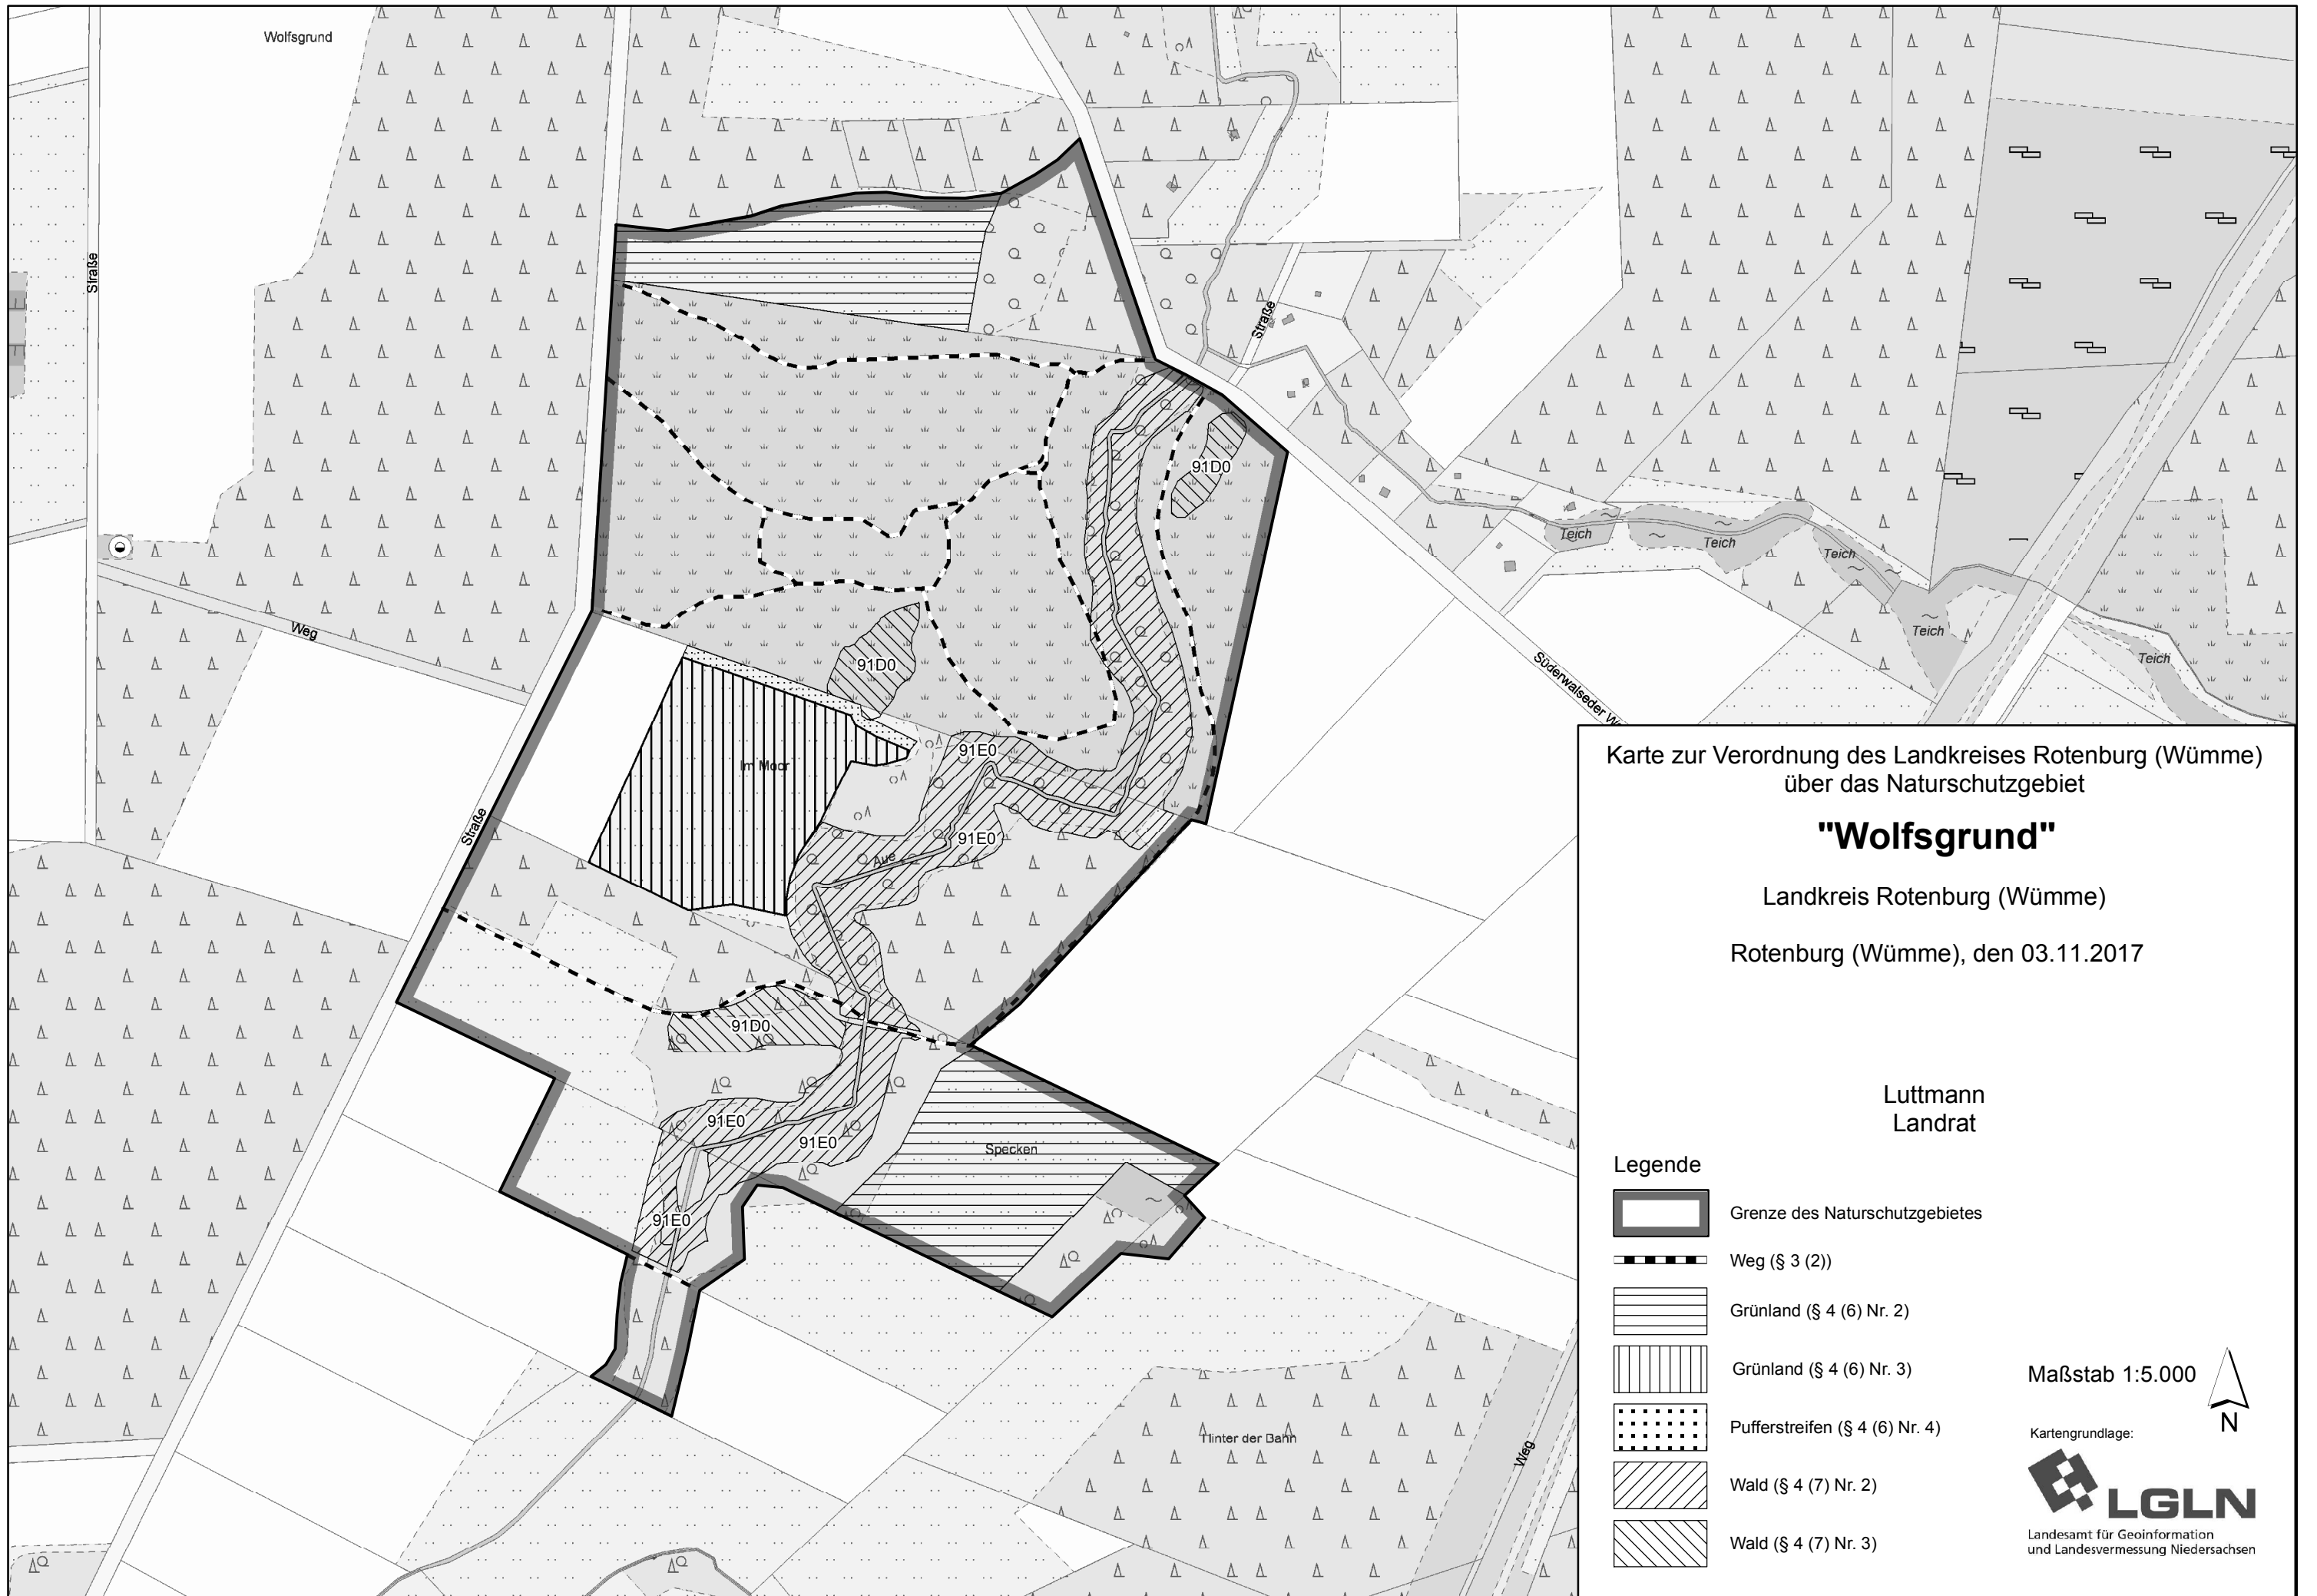 Wolfsgrund
Straße
Straße
91D0
Teich
Teich
Teich
Teich
Teich
Weg
91D0
Süderwalseder
91E0
Im Moor
Straße
91E0
Aue
91D0
91E0
91E0
Specken
91E0
Hinter der Bahn
Weg
Karte zur Verordnung des Landkreises Rotenburg (Wümme)
über das Naturschutzgebiet
"Wolfsgrund"
Landkreis Rotenburg (Wümme)
Rotenburg (Wümme), den 03.11.2017
Luttmann
Landrat
Legende
Grenze des Naturschutzgebietes
Weg (§ 3 (2))
Grünland (§ 4 (6) Nr. 2)
Grünland (§ 4 (6) Nr. 3)
Pufferstreifen (§ 4 (6) Nr. 4)
Wald (§ 4 (7) Nr. 2)
Wald (§ 4 (7) Nr. 3)
Maßstab 1:5.000
N
Kartengrundlage:
LGLN
Landesamt für Geoinformation
und Landesvermessung Niedersachsen